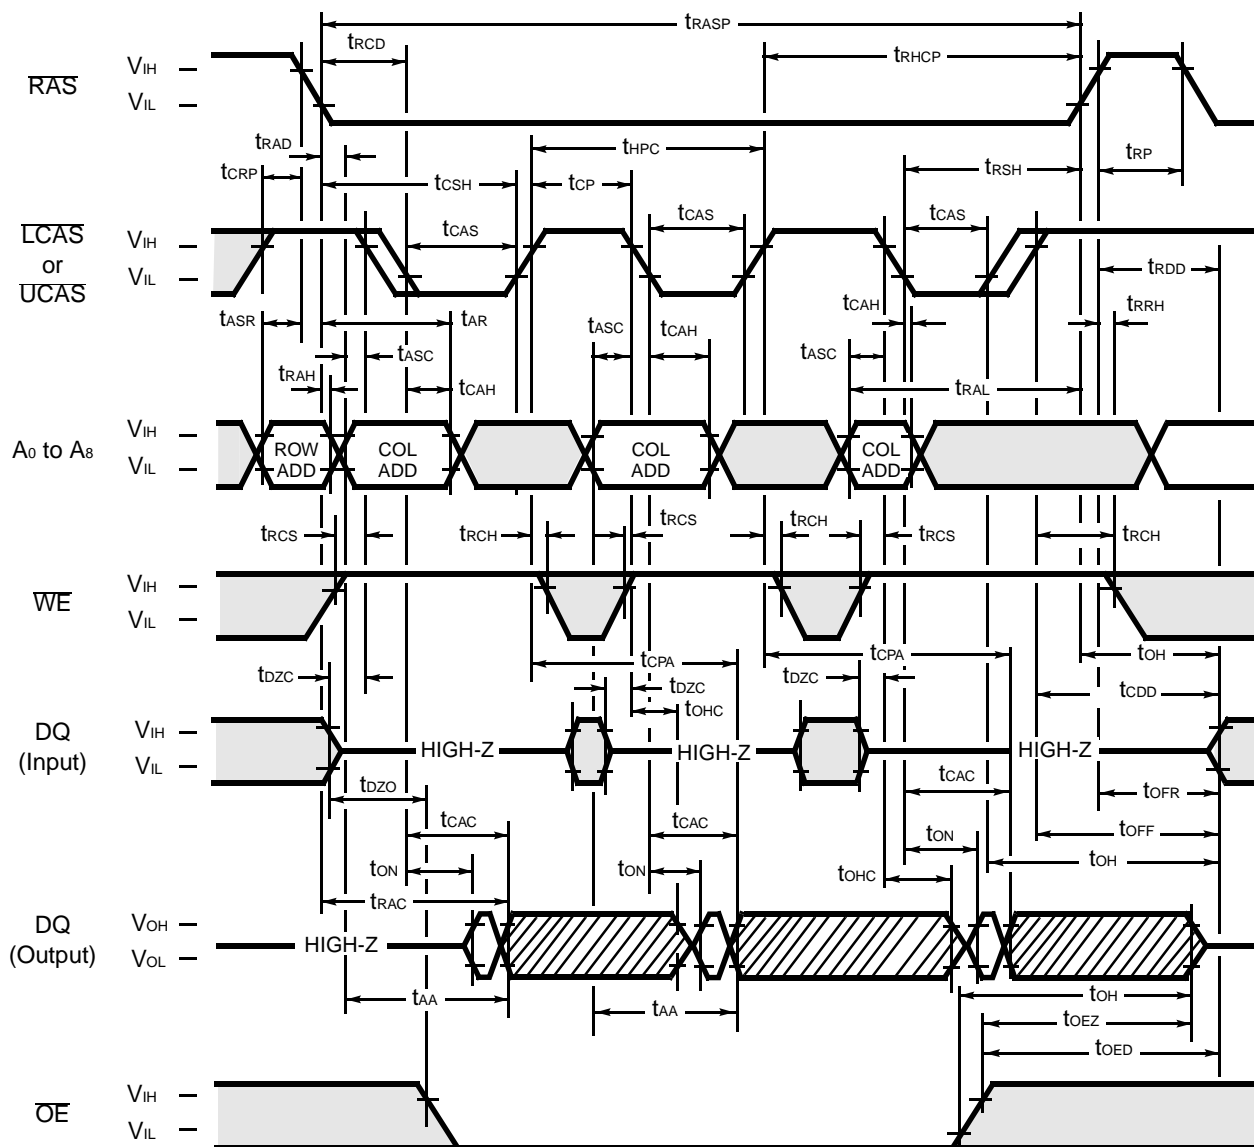 tRASP
tRCD
tRHCP
RAS
VIH
VIL
tRAD
tHPC
tRP
tCRP
tCSH
tCP
tRSH
LCAS
or
UCAS
VIH
VIL
tCAS
tCAS
tCAS
tRDD
tASR
tAR
tASC
tCAH
tCAH
tRRH
tASC
tASC
tRAH
tCAH
tRAL
A0 to A8
VIH
VIL
ROW
ADD
COL
ADD
COL
ADD
COL
ADD
tRCS
tRCH
tRCS
tRCH
tRCS
tRCH
WE
VIH
VIL
tCPA
tCPA
tOH
tDZC
tDZC
tDZC
tCDD
tOHC
DQ
(Input)
VIH
VIL
HIGH-Z
HIGH-Z
HIGH-Z
tDZO
tCAC
tOFR
tCAC
tCAC
tOFF
tON
tON
tON
tOH
tOHC
tRAC
DQ
(Output)
VOH
VOL
HIGH-Z
tAA
tAA
tOH
tOEZ
tOED
OE
VIH
VIL